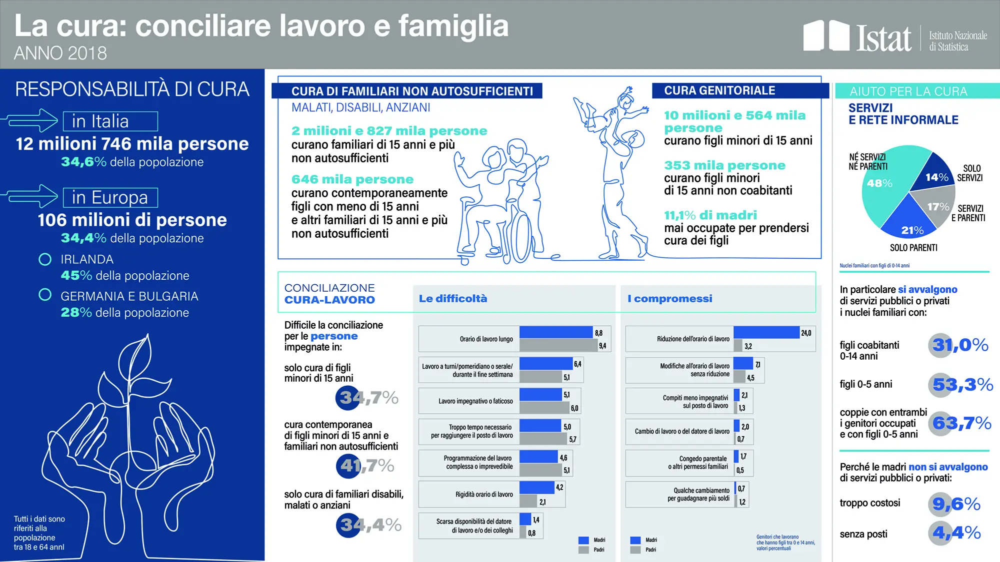 La cura: conciliare lavoro e famiglia
ANNO 2018
Istat
Istituto Nazionale
di Statistica
RESPONSABILITÀ DI CURA
in Italia
12 milioni 746 mila persone
34,6% della popolazione
in Europa
106 milioni di persone
34,4% della popolazione
IRLANDA
45% della popolazione
GERMANIA E BULGARIA
28% della popolazione
Tutti i dati sono
riferiti alla
popolazione
tra 18 e 64 annI
CURA DI FAMILIARI NON AUTOSUFFICIENTI
MALATI, DISABILI, ANZIANI
2 milioni e 827 mila persone
curano familiari di 15 anni e più
non autosufficienti
646 mila persone
curano contemporaneamente
figli con meno di 15 anni
e altri familiari di 15 anni e più
non autosufficienti
CURA GENITORIALE
10 milioni e 564 mila
persone
curano figli minori di 15 anni
353 mila persone
curano figli minori
di 15 anni non coabitanti
11,1% di madri
mai occupate per prendersi
cura dei figli
CONCILIAZIONE
CURA-LAVORO
Difficile la conciliazione
per le persone
impegnate in:
solo cura di figli
minori di 15 anni
34,7%
cura contemporanea
di figli minori di 15 anni e
familiari non autosufficienti
41,7%
solo cura di familiari disabili,
malati o anziani
34,4%
Le difficoltà
Orario di lavoro lungo
8,8
9,4
Lavoro a turni/pomeridiano o serale/
durante il fine settimana
6,4
5,1
Lavoro impegnativo o faticoso
5,1
6,0
Troppo tempo necessario
per raggiungere il posto di lavoro
5,0
5,7
Programmazione del lavoro
complessa o imprevedibile
4,6
5,1
Rigidità orario di lavoro
4,2
2,1
Scarsa disponibilità del datore
di lavoro e/o dei colleghi
1,4
0,8
Madri
Padri
I compromessi
Riduzione dell'orario di lavoro
24,0
3,2
Modifiche all'orario di lavoro
senza riduzione
7,1
4,5
Compiti meno impegnativi
sul posto di lavoro
2,1
1,3
Cambio di lavoro o del datore di lavoro
2,0
0,7
Congedo parentale
o altri permessi familiari
1,7
0,5
Qualche cambiamento
per guadagnare più soldi
0,7
1,2
Madri
Padri
Genitori che lavorano
che hanno figli tra 0 e 14 anni,
valori percentuali
AIUTO PER LA CURA
SERVIZI
E RETE INFORMALE
NÉ SERVIZI
NÉ PARENTI
48%
14%
SOLO
SERVIZI
17%
SERVIZI
E PARENTI
21%
SOLO PARENTI
Nuclei familiari con figli di 0-14 anni
In particolare si avvalgono
di servizi pubblici o privati
i nuclei familiari con:
figli coabitanti
0-14 anni
31,0%
figli 0-5 anni
53,3%
coppie con entrambi
i genitori occupati
e con figli 0-5 anni
63,7%
Perché le madri non si avvalgono
di servizi pubblici o privati:
troppo costosi
9,6%
senza posti
4,4%